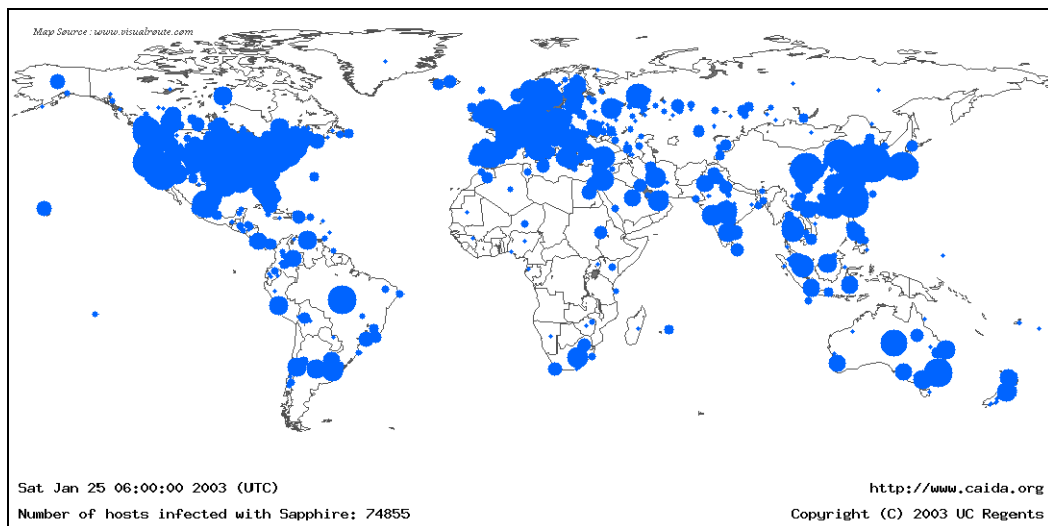 Map Source : www.visualroute.com
Sat Jan 25 06:00:00 2003 (UTC)
http://www.caida.org
Number of hosts infected with Sapphire: 74855
Copyright (C) 2003 UC Regents